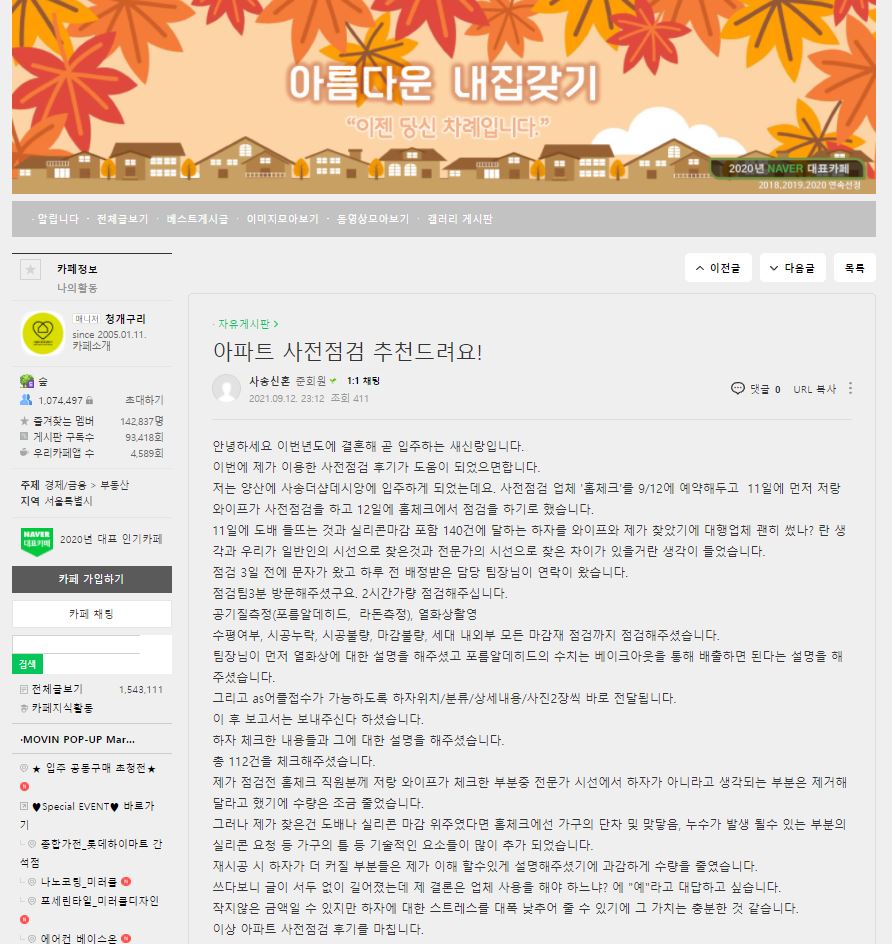 아름다운 내집갖기
“이젠 당신 차례입니다.”
2020년 NAVER 대표카페
2018,2019,2020 연속선정
· 알립니다 · 전체글보기 · 베스트게시글 · 이미지모아보기 · 동영상모아보기 · 갤러리 게시판
카페정보
나의활동
매니저 청개구리
since 2005.01.11.
카페소개
숲
1,074,497 초대하기
즐겨찾는 멤버 142,837명
게시판 구독수 93,418회
우리카페앱 수 4,589회
주제 경제/금융 > 부동산
지역 서울특별시
NAVER
대표카페
2020년 대표 인기카페
카페 가입하기
카페 채팅
검색
전체글보기 1,543,111
카페지식활동
·MOVIN POP-UP Mar...
★ 입주 공동구매 초청전★
♥Special EVENT♥ 바로가
기
종합가전_롯데하이마트 간
석점
나노코팅_미러클
포세린타일_미러클디자인
에어컨 베이스온
이전글 다음글 목록
· 자유게시판 >
아파트 사전점검 추천드려요!
사송신혼 준회원 1:1 채팅
2021.09.12. 23:12 조회 411
댓글 0 URL 복사
안녕하세요 이번년도에 결혼해 곧 입주하는 새신랑입니다.
이번에 제가 이용한 사전점검 후기가 도움이 되었으면합니다.
저는 양산에 사송더샵데시앙에 입주하게 되었는데요. 사전점검 업체 '홈체크'를 9/12에 예약해두고 11일에 먼저 저랑
와이프가 사전점검을 하고 12일에 홈체크에서 점검을 하기로 했습니다.
11일에 도배 들뜨는 것과 실리콘마감 포함 140건에 달하는 하자를 와이프와 제가 찾았기에 대행업체 괜히 썼나? 란 생
각과 우리가 일반인의 시선으로 찾은것과 전문가의 시선으로 찾은 차이가 있을거란 생각이 들었습니다.
점검 3일 전에 문자가 왔고 하루 전 배정받은 담당 팀장님이 연락이 왔습니다.
점검팀3분 방문해주셨구요. 2시간가량 점검해주십니다.
공기질측정(포름알데히드, 라돈측정), 열화상촬영
수평여부, 시공누락, 시공불량, 마감불량, 세대 내외부 모든 마감재 점검까지 점검해주셨습니다.
팀장님이 먼저 열화상에 대한 설명을 해주셨고 포름알데히드의 수치는 베이크아웃을 통해 배출하면 된다는 설명을 해
주셨습니다.
그리고 as어플접수가 가능하도록 하자위치/분류/상세내용/사진2장씩 바로 전달됩니다.
이 후 보고서는 보내주신다 하셨습니다.
하자 체크한 내용들과 그에 대한 설명을 해주셨습니다.
총 112건을 체크해주셨습니다.
제가 점검전 홈체크 직원분께 저랑 와이프가 체크한 부분중 전문가 시선에서 하자가 아니라고 생각되는 부분은 제거해
달라고 했기에 수량은 조금 줄었습니다.
그러나 제가 찾은건 도배나 실리콘 마감 위주였다면 홈체크에선 가구의 단차 및 맞닿음, 누수가 발생 될수 있는 부분의
실리콘 요청 등 가구의 틈 등 기술적인 요소들이 많이 추가 되었습니다.
재시공 시 하자가 더 커질 부분들은 제가 이해 할수있게 설명해주셨기에 과감하게 수량을 줄였습니다.
쓰다보니 글이 서두 없이 길어졌는데 제 결론은 업체 사용을 해야 하느냐? 에 "예"라고 대답하고 싶습니다.
작지않은 금액일 수 있지만 하자에 대한 스트레스를 대폭 낮추어 줄 수 있기에 그 가치는 충분한 것 같습니다.
이상 아파트 사전점검 후기를 마칩니다.